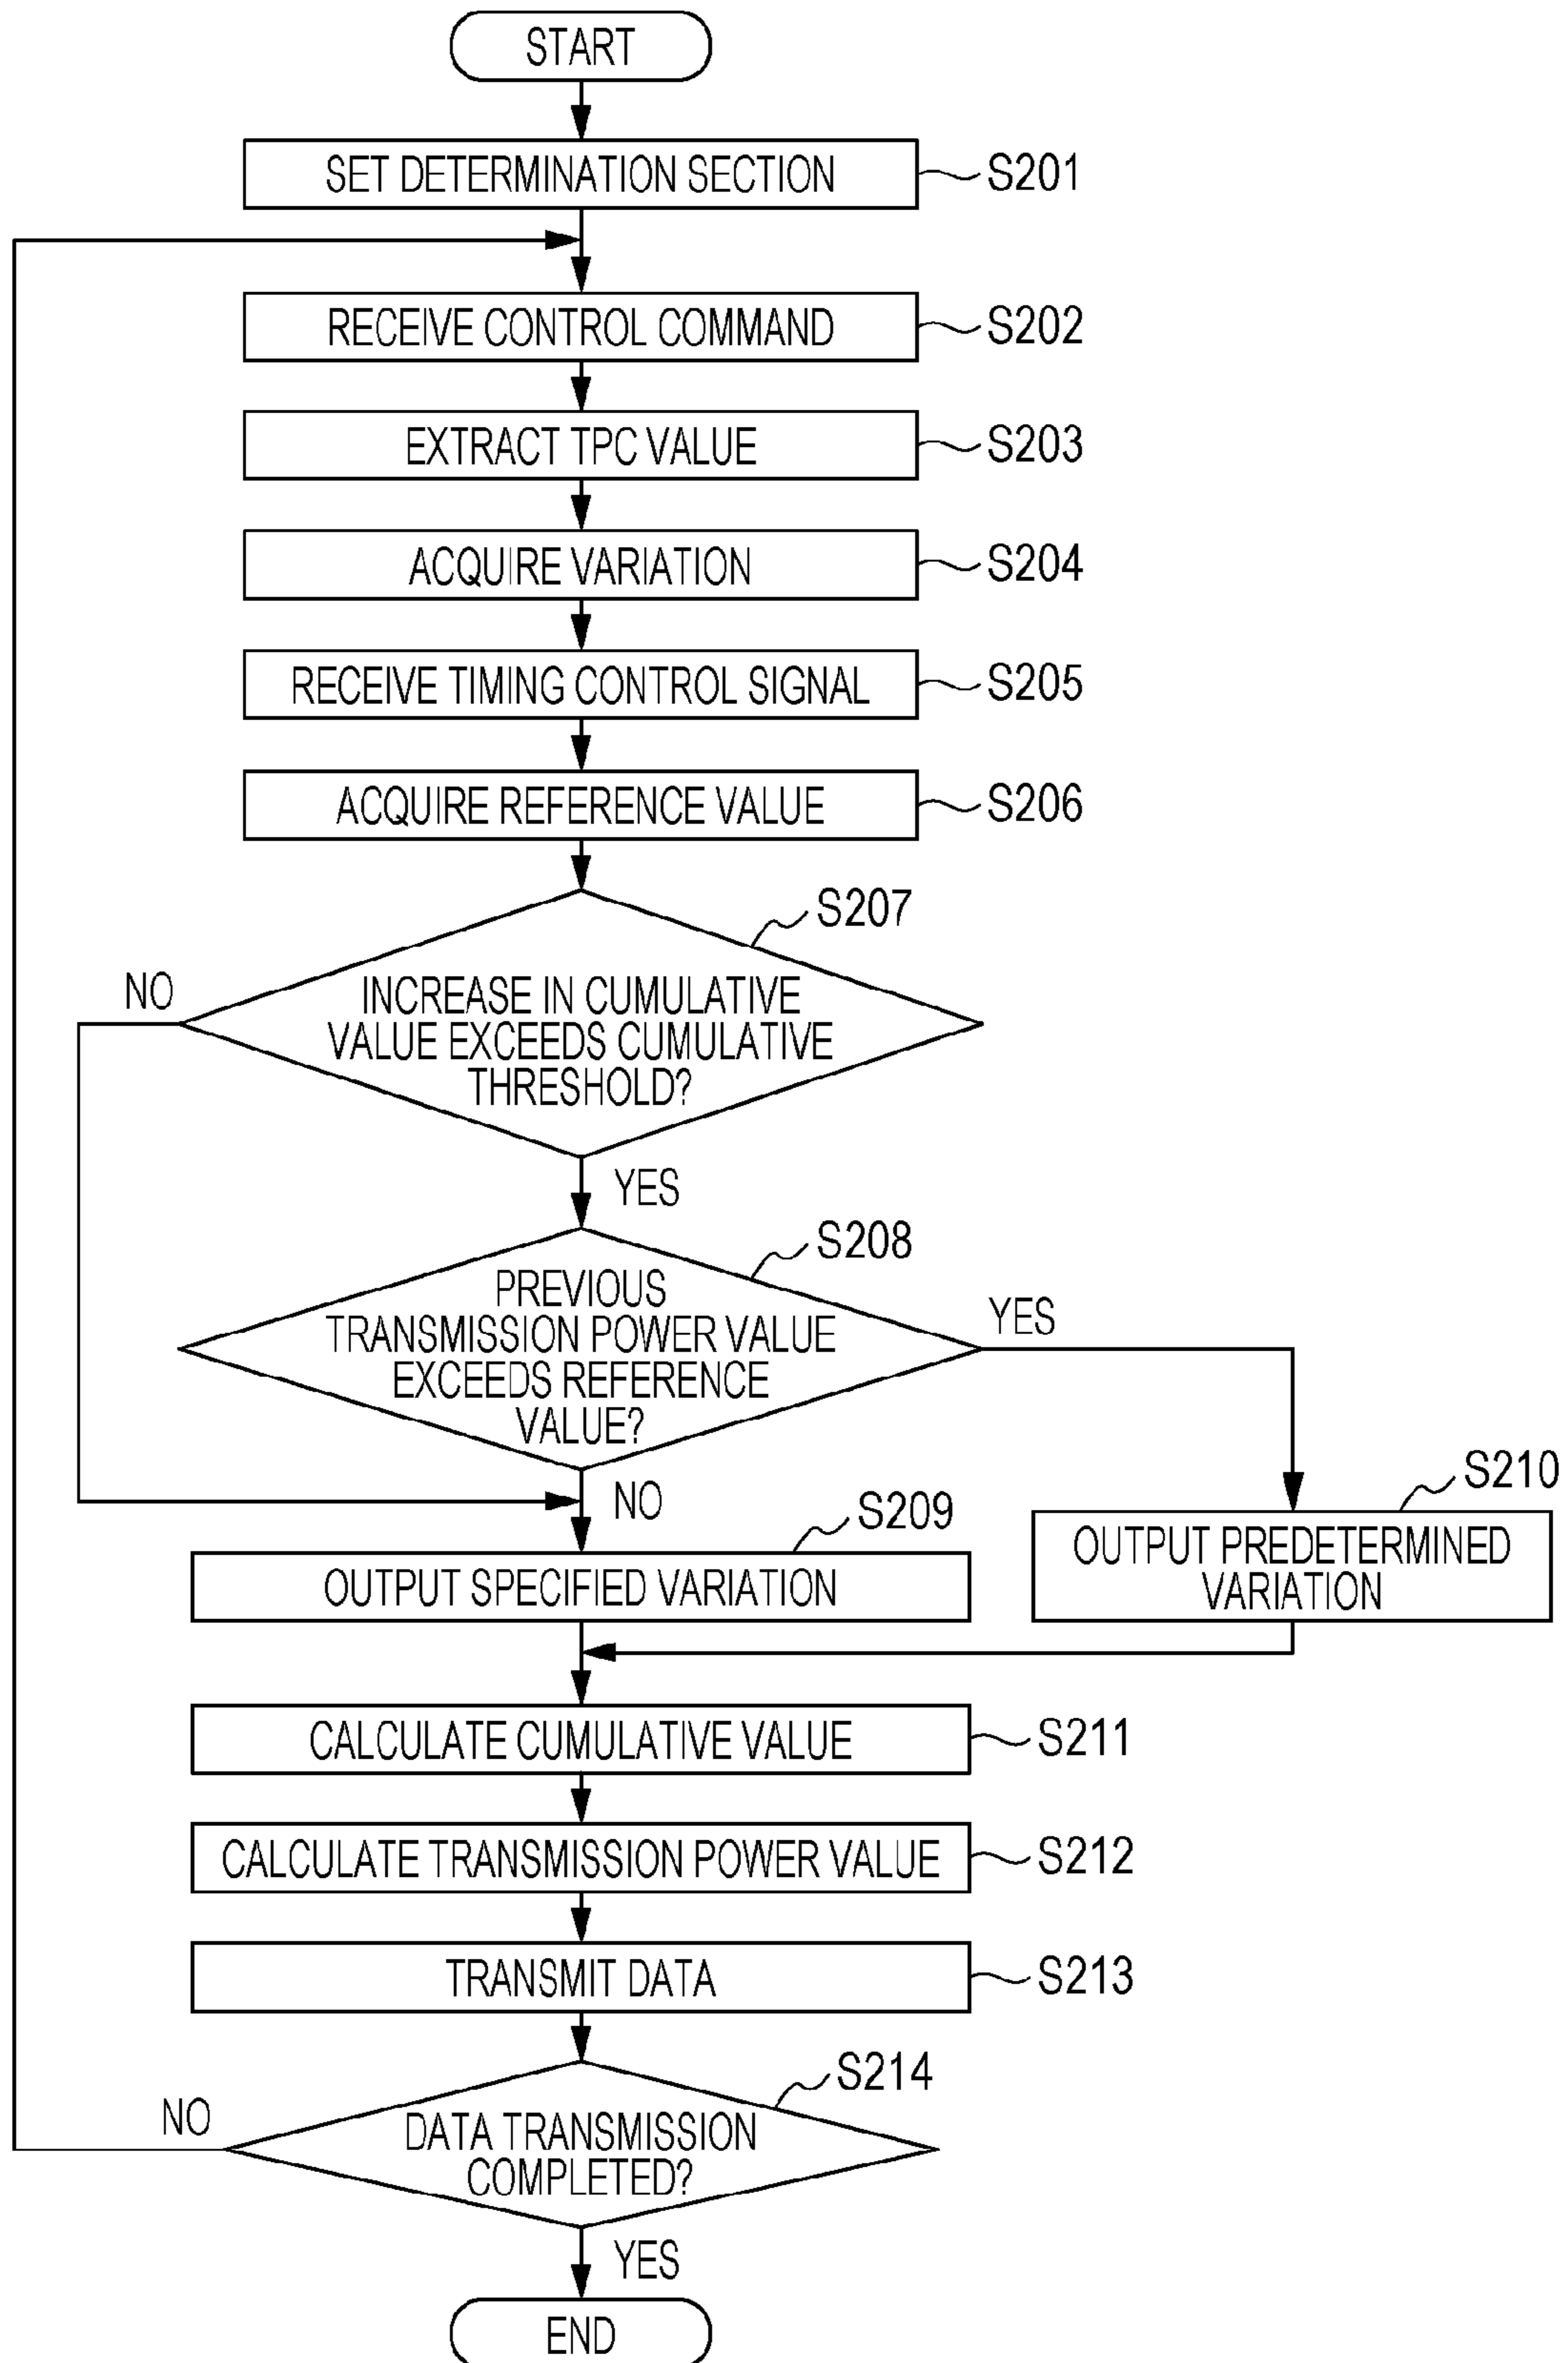 START
SET DETERMINATION SECTION
S201
RECEIVE CONTROL COMMAND
S202
EXTRACT TPC VALUE
S203
ACQUIRE VARIATION
S204
RECEIVE TIMING CONTROL SIGNAL
S205
ACQUIRE REFERENCE VALUE
S206
S207
NO
INCREASE IN CUMULATIVE
VALUE EXCEEDS CUMULATIVE
THRESHOLD?
YES
S208
PREVIOUS
TRANSMISSION POWER VALUE
EXCEEDS REFERENCE
VALUE?
YES
NO
S209
OUTPUT SPECIFIED VARIATION
S210
OUTPUT PREDETERMINED
VARIATION
CALCULATE CUMULATIVE VALUE
S211
CALCULATE TRANSMISSION POWER VALUE
S212
TRANSMIT DATA
S213
S214
NO
DATA TRANSMISSION
COMPLETED?
YES
END